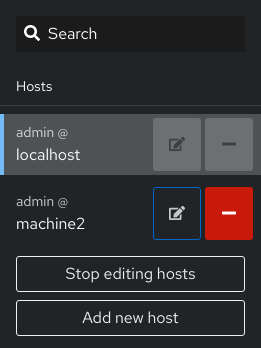 Search
Hosts
admin @
localhost
admin @
machine2
Stop editing hosts
Add new host